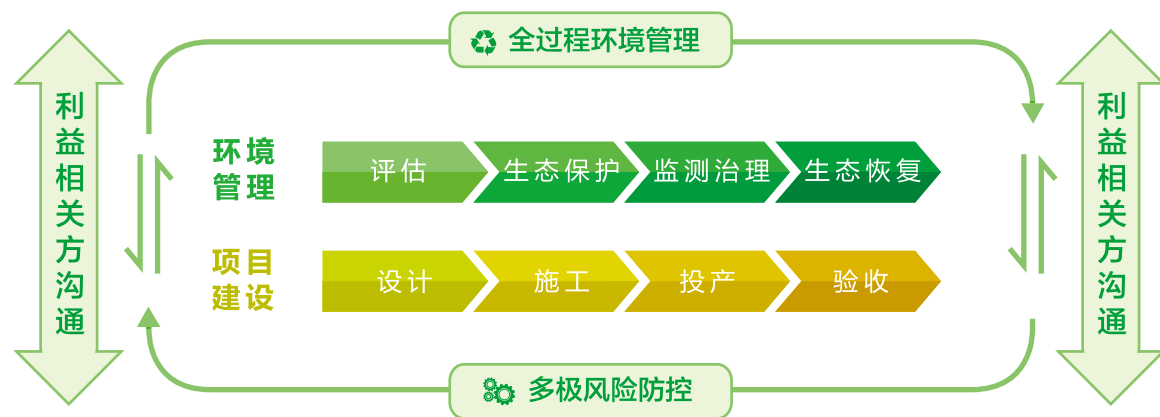 全过程环境管理
利益相关方沟通
环境
管理
评估
生态保护
监测治理
生态恢复
项目
建设
设计
施工
投产
验收
利益相关方沟通
多极风险防控